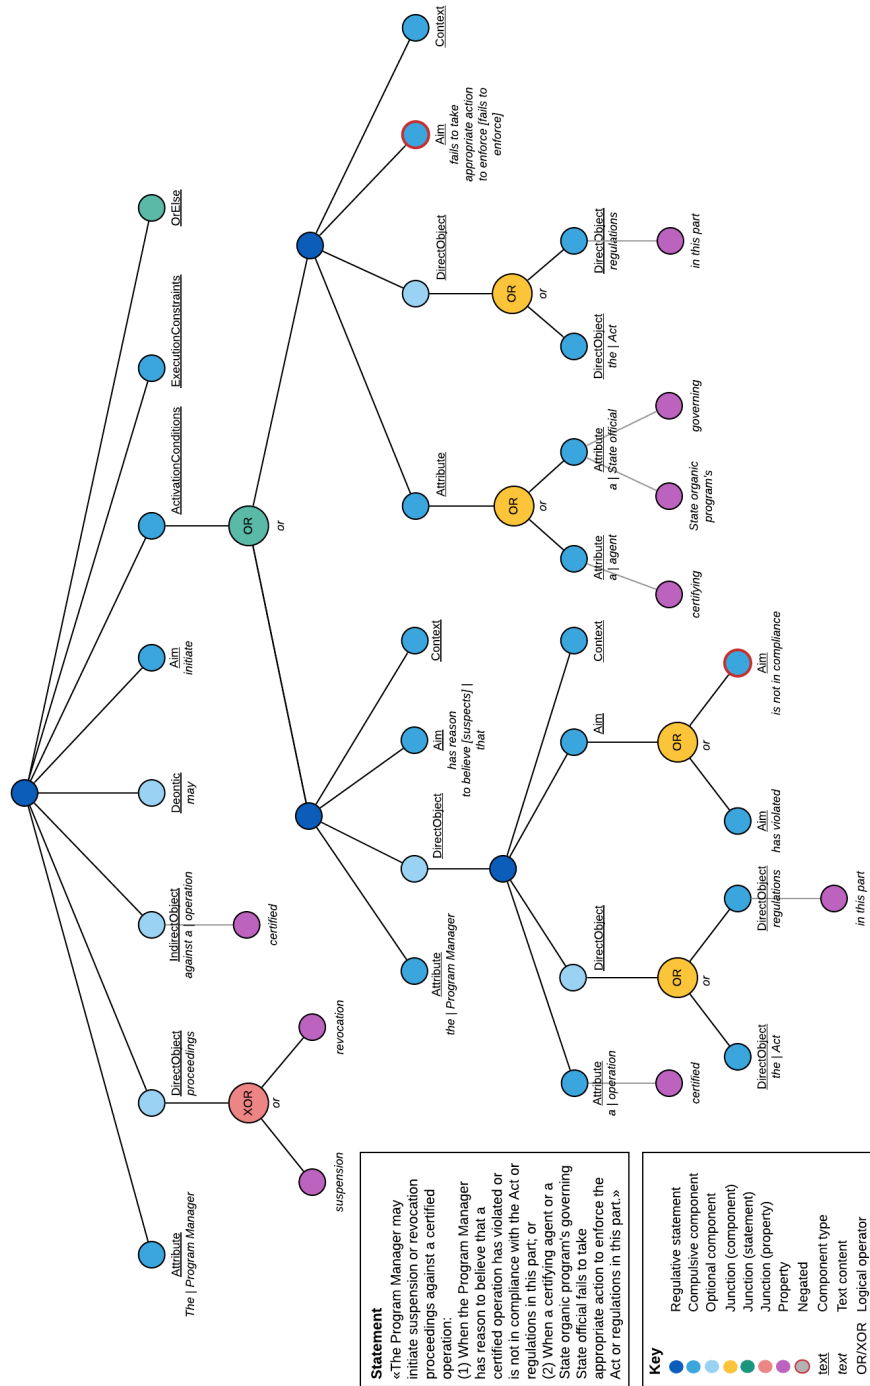 Attribute
The | Program Manager
DirectObject
proceedings
XOR
or
suspension
revocation
IndirectObject
against a | operation
certified
Deontic
may
Aim
initiate
ActivationConditions
OR
or
ExecutionConstraints
OrElse
Attribute
the | Program Manager
DirectObject
Aim
has reason
to believe [suspects] |
that
Context
Attribute
a | operation
certified
DirectObject
OR
or
DirectObject
the | Act
DirectObject
regulations
in this part
Aim
OR
or
Aim
has violated
Aim
is not in compliance
Context
Attribute
OR
or
Attribute
a | agent
certifying
Attribute
a | State official
State organic
program's
governing
DirectObject
OR
or
DirectObject
the | Act
DirectObject
regulations
in this part
Aim
fails to take
appropriate action
to enforce [fails to
enforce]
Context
Statement
«The Program Manager may
initiate suspension or revocation
proceedings against a certified
operation:
(1) When the Program Manager
has reason to believe that a
certified operation has violated or
is not in compliance with the Act or
regulations in this part; or
(2) When a certifying agent or a
State organic program's governing
State official fails to take
appropriate action to enforce the
Act or regulations in this part.»
Key
Regulative statement
Compulsive component
Optional component
Junction (component)
Junction (statement)
Junction (property)
Property
Negated
text Component type
text Text content
OR/XOR Logical operator